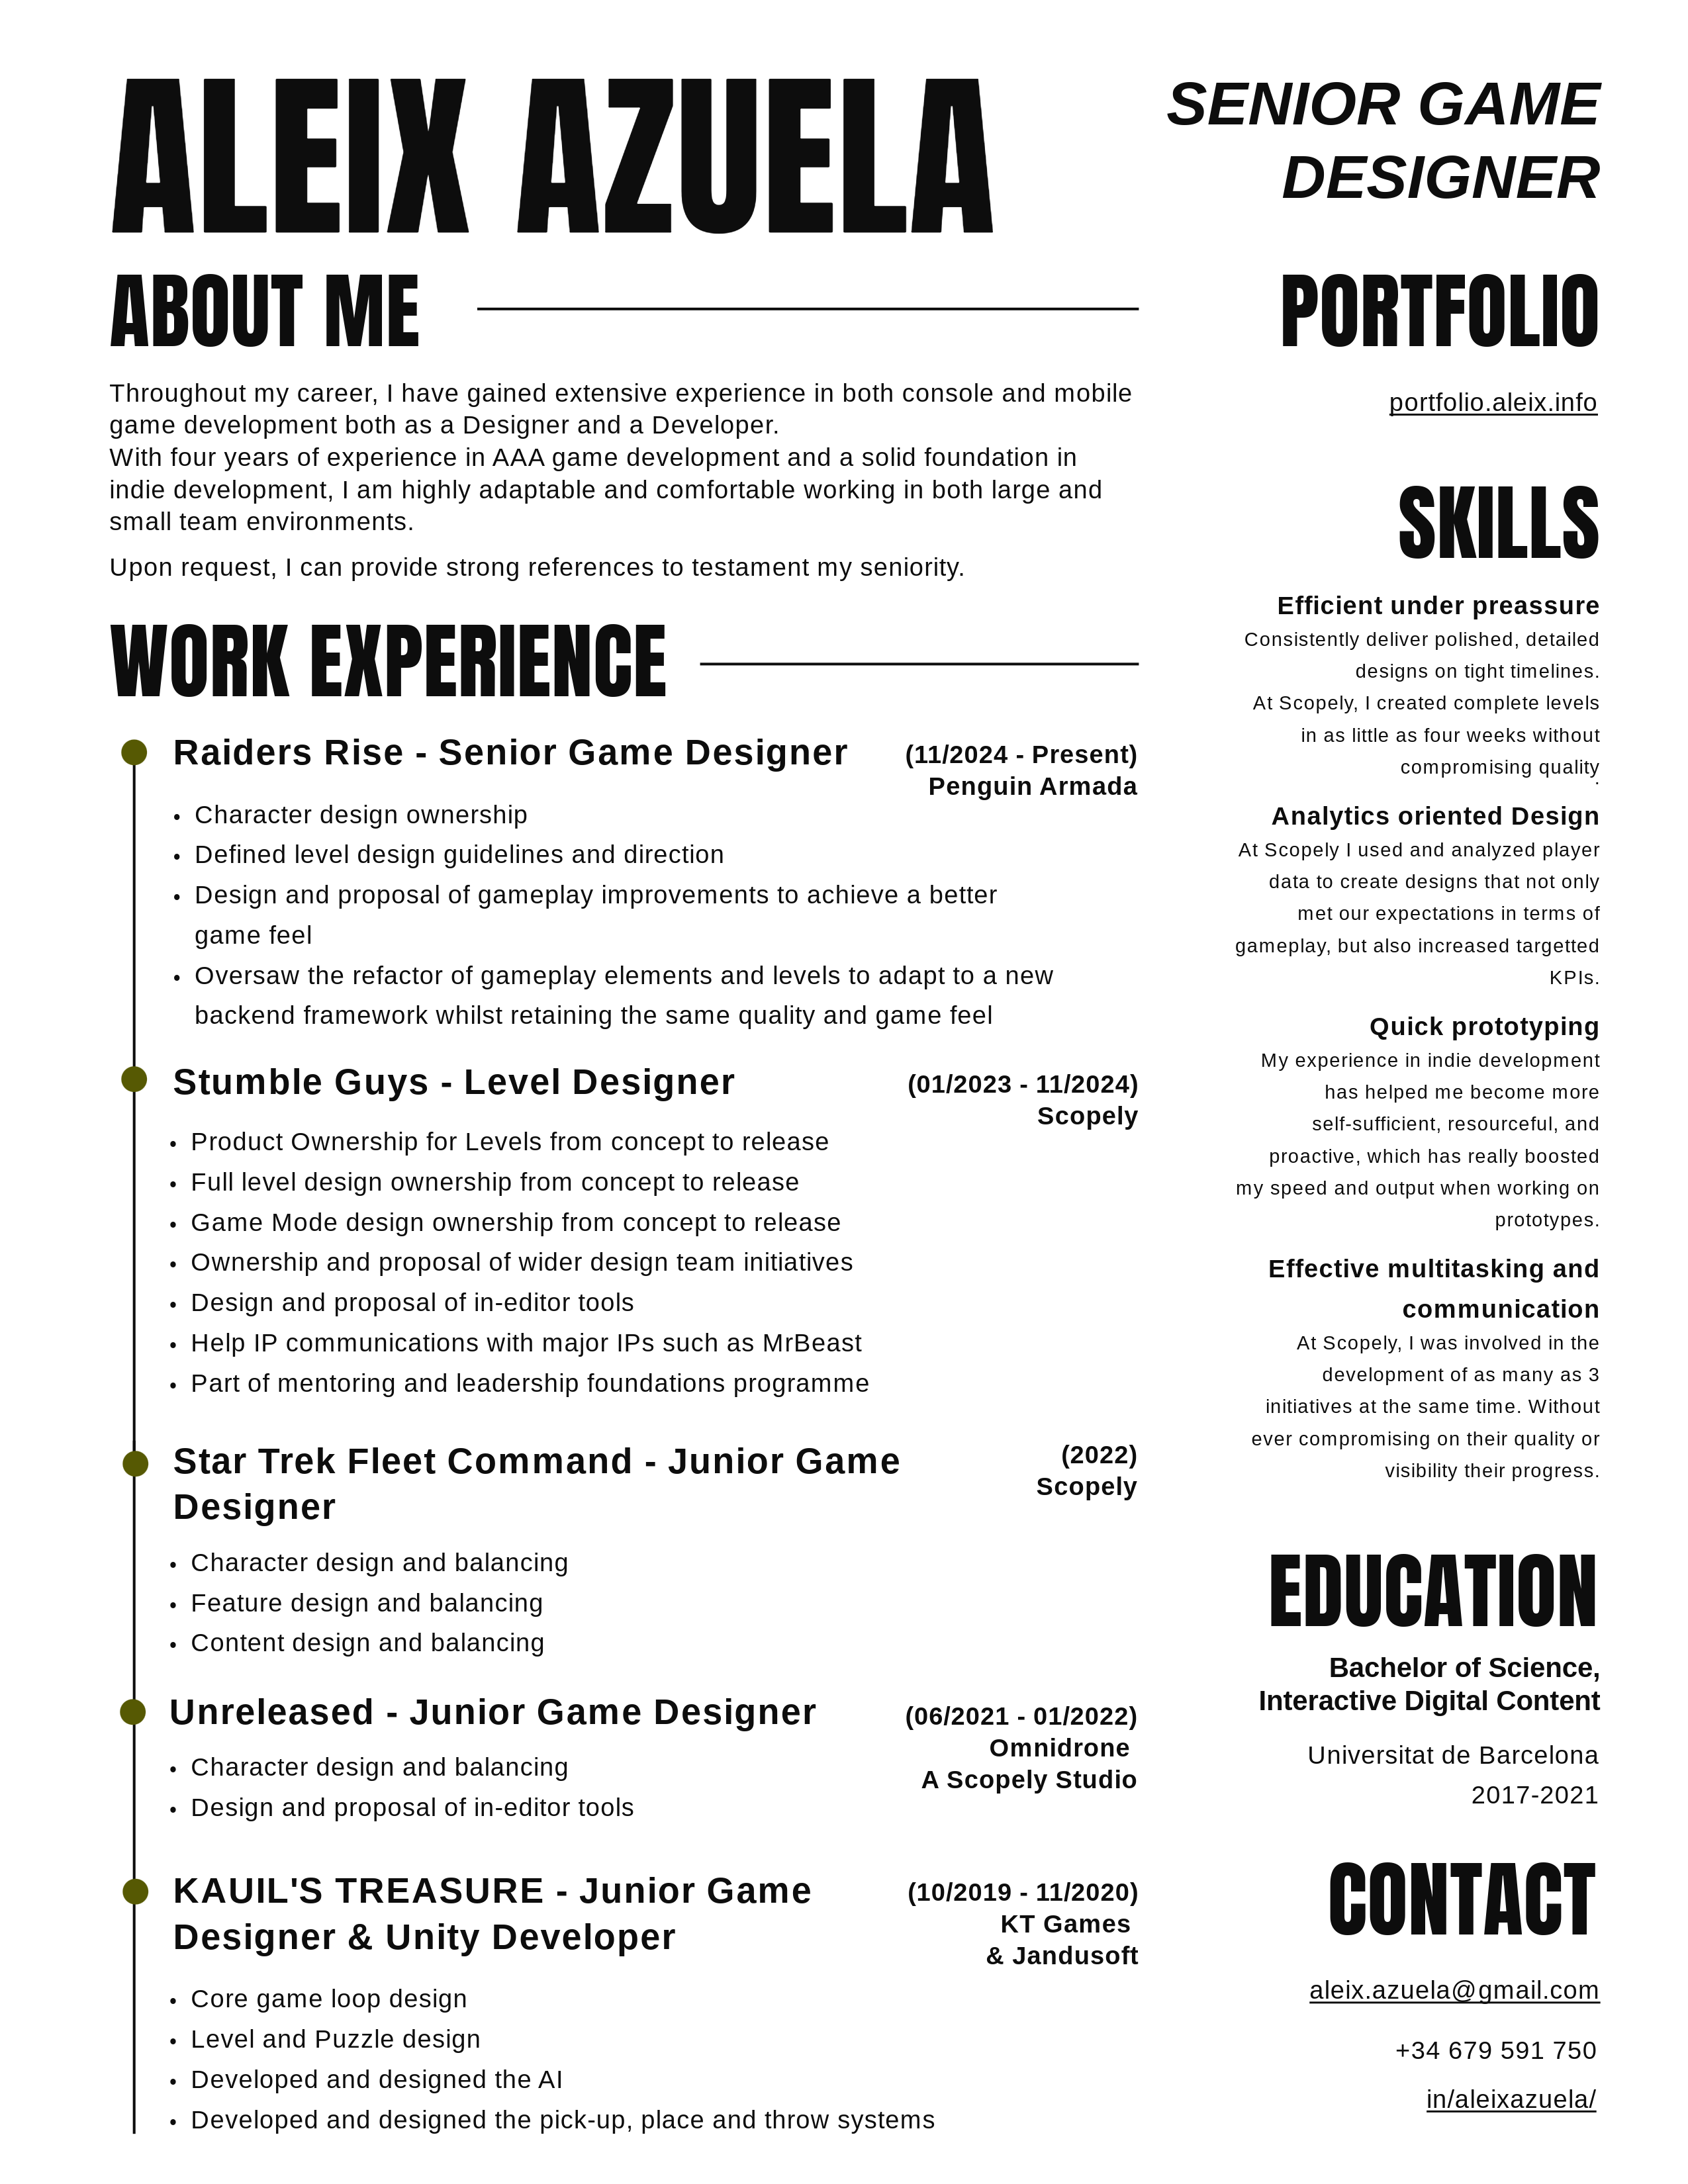 ALEIX AZUELA
SENIOR GAME
DESIGNER
ABOUT ME
Throughout my career, I have gained extensive experience in both console and mobile
game development both as a Designer and a Developer.
With four years of experience in AAA game development and a solid foundation in
indie development, I am highly adaptable and comfortable working in both large and
small team environments.
Upon request, I can provide strong references to testament my seniority.
WORK EXPERIENCE
Raiders Rise - Senior Game Designer
(11/2024 - Present)
Penguin Armada
• Character design ownership
• Defined level design guidelines and direction
• Design and proposal of gameplay improvements to achieve a better
game feel
• Oversaw the refactor of gameplay elements and levels to adapt to a new
backend framework whilst retaining the same quality and game feel
Stumble Guys - Level Designer
(01/2023 - 11/2024)
Scopely
• Product Ownership for Levels from concept to release
• Full level design ownership from concept to release
• Game Mode design ownership from concept to release
• Ownership and proposal of wider design team initiatives
• Design and proposal of in-editor tools
• Help IP communications with major IPs such as MrBeast
• Part of mentoring and leadership foundations programme
Star Trek Fleet Command - Junior Game
Designer
(2022)
Scopely
• Character design and balancing
• Feature design and balancing
• Content design and balancing
Unreleased - Junior Game Designer
(06/2021 - 01/2022)
Omnidrone
A Scopely Studio
• Character design and balancing
• Design and proposal of in-editor tools
KAUIL'S TREASURE - Junior Game
Designer & Unity Developer
(10/2019 - 11/2020)
KT Games
& Jandusoft
• Core game loop design
• Level and Puzzle design
• Developed and designed the AI
• Developed and designed the pick-up, place and throw systems
PORTFOLIO
portfolio.aleix.info
SKILLS
Efficient under preassure
Consistently deliver polished, detailed
designs on tight timelines.
At Scopely, I created complete levels
in as little as four weeks without
compromising quality
.
Analytics oriented Design
At Scopely I used and analyzed player
data to create designs that not only
met our expectations in terms of
gameplay, but also increased targetted
KPIs.
Quick prototyping
My experience in indie development
has helped me become more
self-sufficient, resourceful, and
proactive, which has really boosted
my speed and output when working on
prototypes.
Effective multitasking and
communication
At Scopely, I was involved in the
development of as many as 3
initiatives at the same time. Without
ever compromising on their quality or
visibility their progress.
EDUCATION
Bachelor of Science,
Interactive Digital Content
Universitat de Barcelona
2017-2021
CONTACT
aleix.azuela@gmail.com
+34 679 591 750
in/aleixazuela/